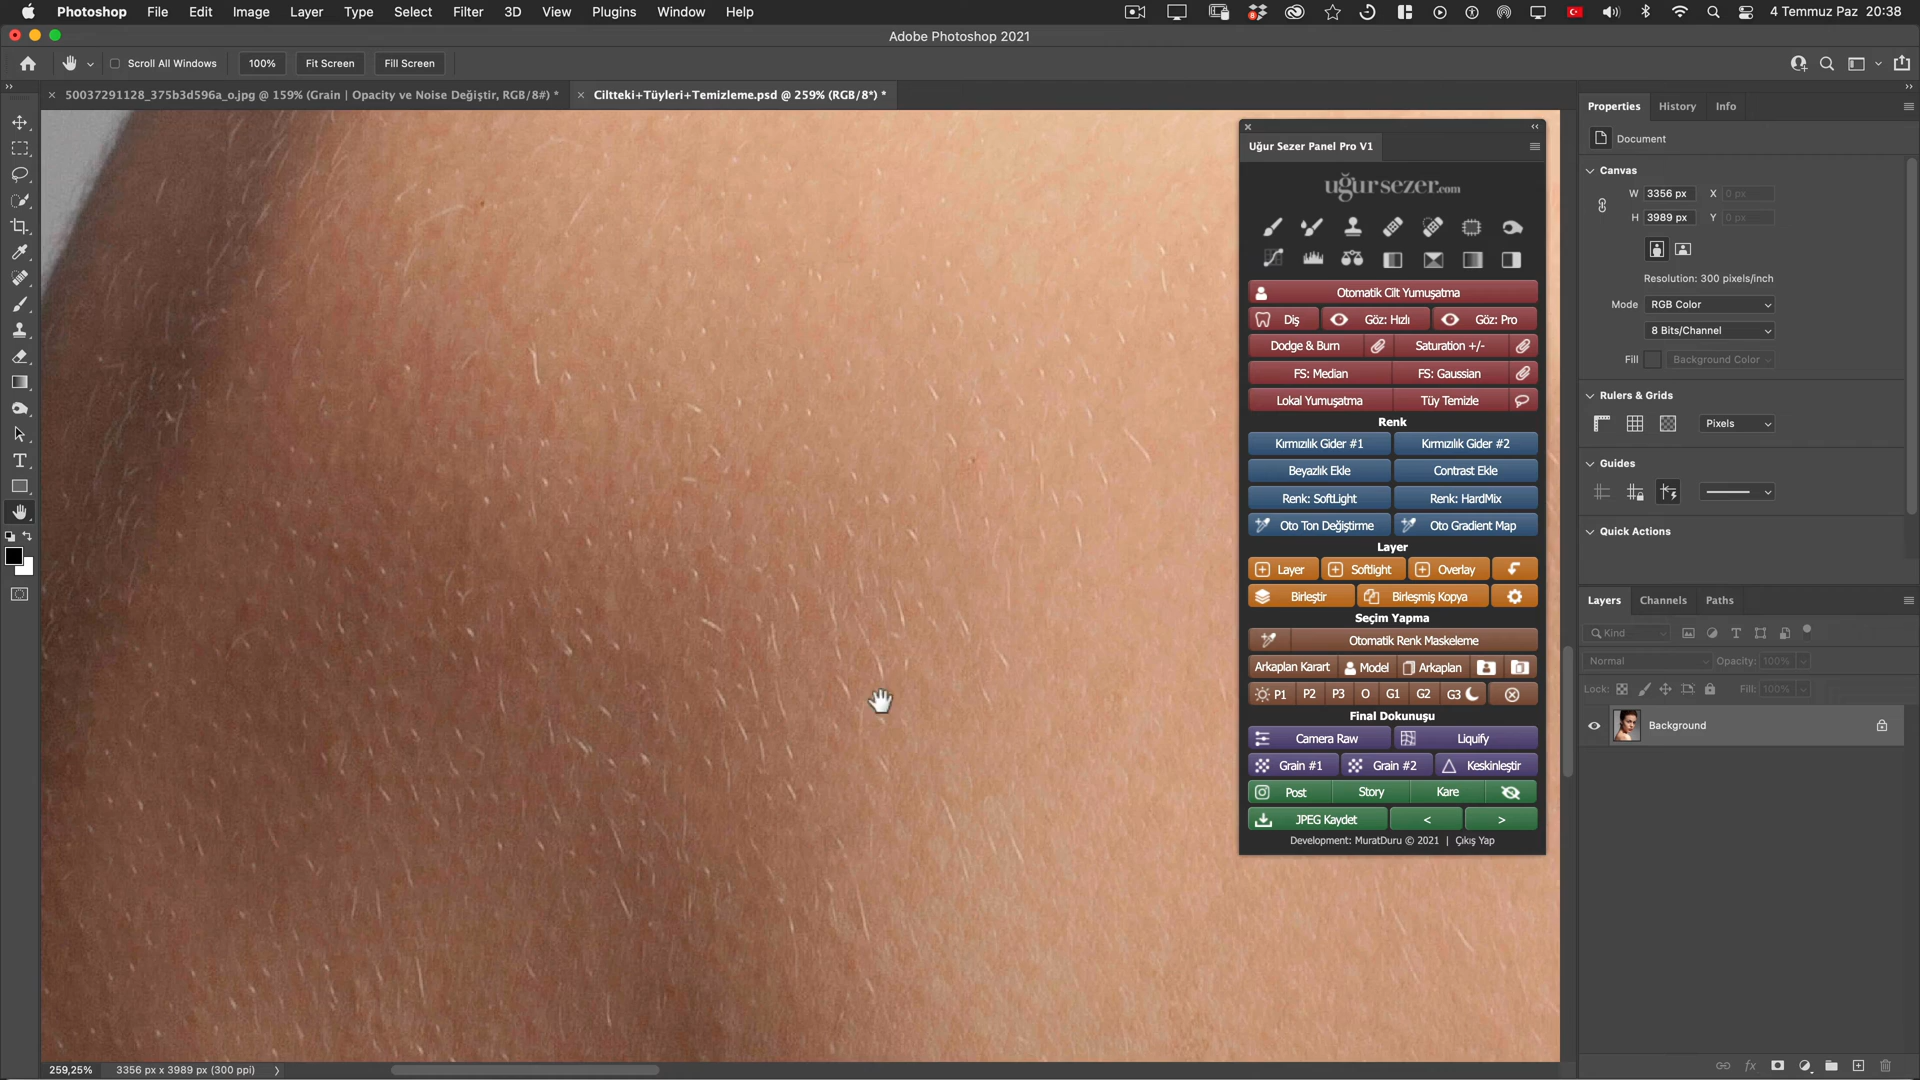 Photoshop File Edit Image Layer Type Select Filter 3D View Plugins Window Help 4 Temmuz Paz 20:38
Adobe Photoshop 2021
Scroll All Windows 100% Fit Screen Fill Screen
50037291128_375b3d596a_o.jpg @ 159% (Grain | Opacity ve Noise Değiştir, RGB/8#) *
Ciltteki+Tüyleri+Temizleme.psd @ 259% (RGB/8*) *
Uğur Sezer Panel Pro V1
uğursezer.com
Otomatik Cilt Yumuşatma
Diş Göz: Hızlı Göz: Pro
Dodge & Burn Saturation +/-
FS: Median FS: Gaussian
Lokal Yumuşatma Tüy Temizle
Renk
Kırmızılık Gider #1 Kırmızılık Gider #2
Beyazlık Ekle Contrast Ekle
Renk: SoftLight Renk: HardMix
Oto Ton Değiştirme Oto Gradient Map
Layer
Layer Softlight Overlay
Birleştir Birleşmiş Kopya
Seçim Yapma
Otomatik Renk Maskeleme
Arkaplan Karart Model Arkaplan
P1 P2 P3 O G1 G2 G3
Final Dokunuşu
Camera Raw Liquify
Grain #1 Grain #2 Keskinleştir
Post Story Kare
JPEG Kaydet < >
Development: MuratDuru © 2021 | Çıkış Yap
Properties History Info
Document
Canvas
W 3356 px X 0 px
H 3989 px Y 0 px
Resolution: 300 pixels/inch
Mode RGB Color
8 Bits/Channel
Fill Background Color
Rulers & Grids
Pixels
Guides
Quick Actions
Layers Channels Paths
Kind
Normal Opacity: 100%
Lock: Fill: 100%
Background
fx
259,25% 3356 px x 3989 px (300 ppi)